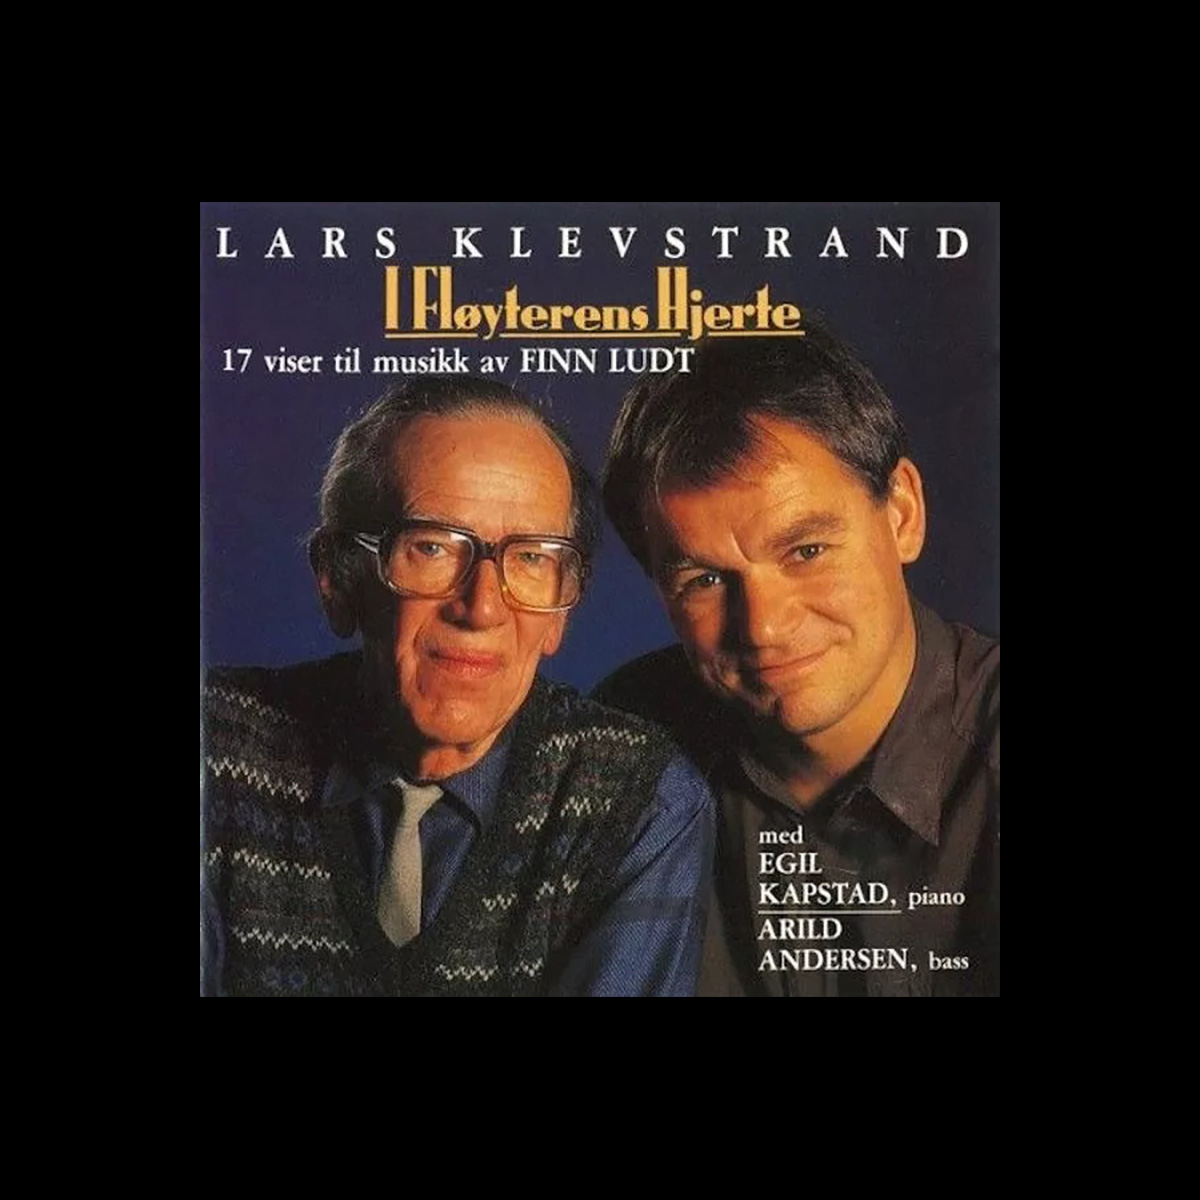 LARS KLEVSTRAND
I Fløyterens Hjerte
17 viser til musikk av FINN LUDT
med
EGIL
KAPSTAD, piano
ARILD
ANDERSEN, bass